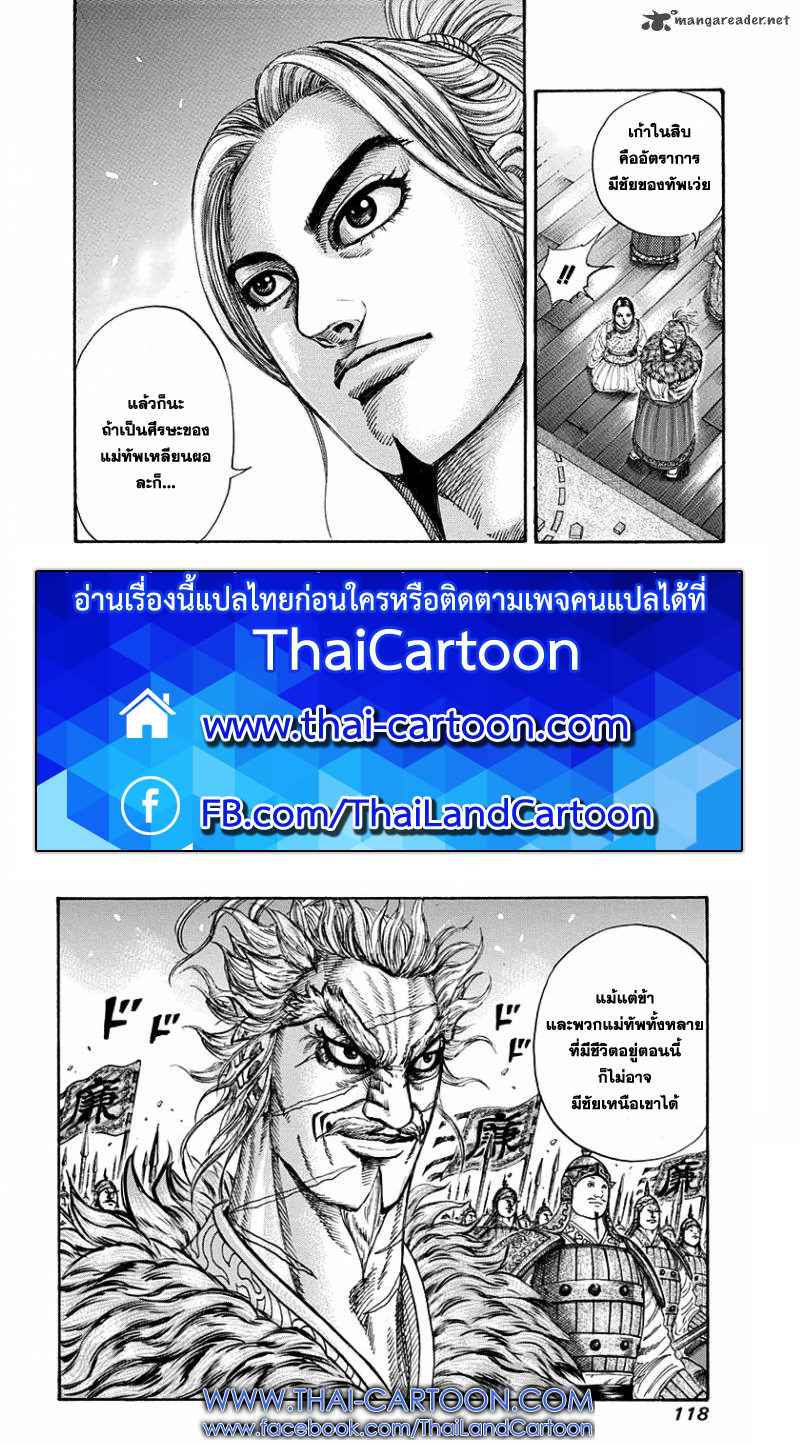 mangareader.net
เก้าในสิบ
คืออัตราการ
มีชัยของทัพเว่ย
!!
แล้วก็นะ
ถ้าเป็นศีรษะของ
แม่ทัพเหลียนผอ
ละก็...
อ่านเรื่องนี้แปลไทยก่อนใครหรือติดตามเพจคนแปลได้ที่
ThaiCartoon
www.thai-cartoon.com
f
FB.com/ThaiLandCartoon
แม้แต่ข้า
และพวกแม่ทัพทั้งหลาย
ที่มีชีวิตอยู่ตอนนี้
ก็ไม่อาจ
มีชัยเหนือเขาได้
ドド
ドド
廉
廉
廉
WWW.THAI-CARTOON.COM
www.facebook.com/ThaiLandCartoon
118